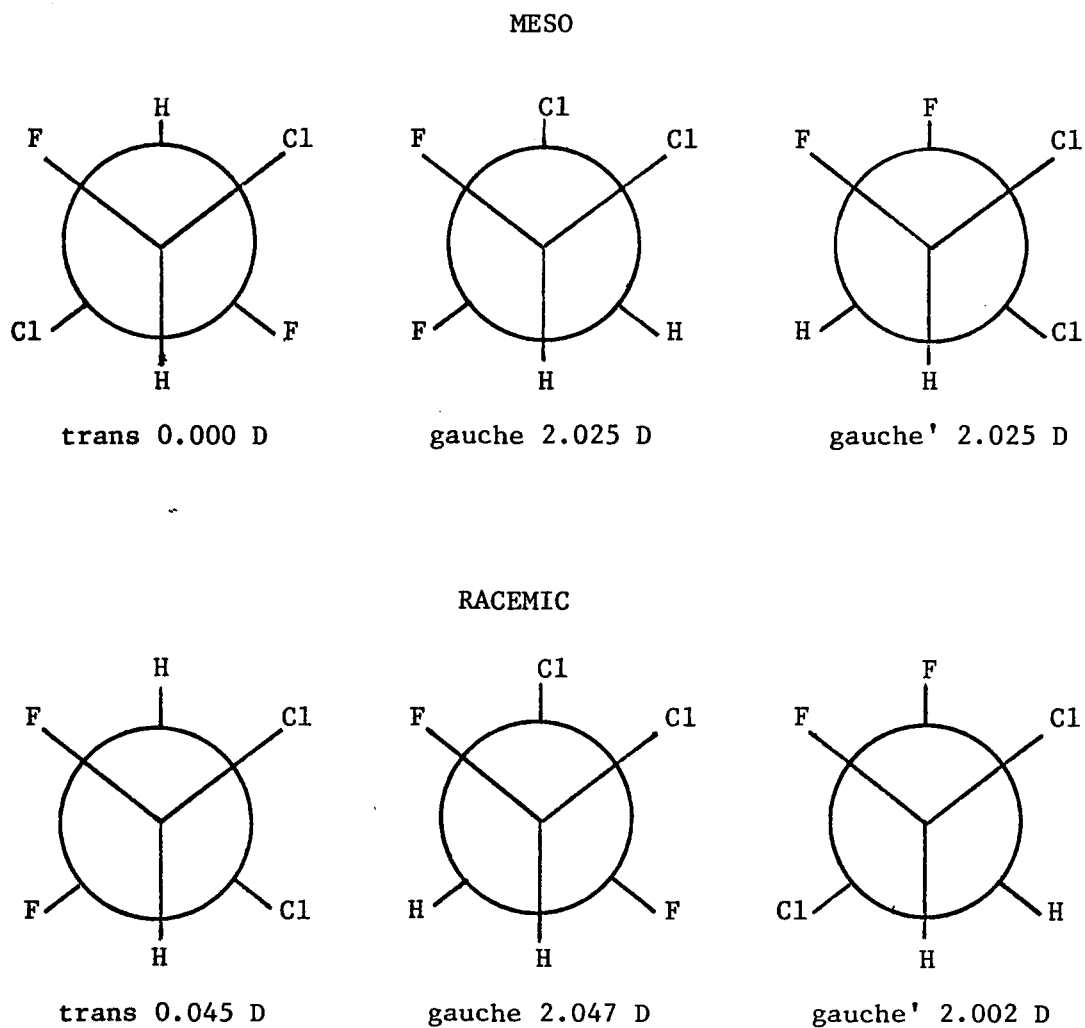 MESO
H Cl F
F Cl F Cl F Cl
Cl F F H H Cl
H H H
trans 0.000 D gauche 2.025 D gauche' 2.025 D
RACEMIC
H Cl F
F Cl F Cl F Cl
F Cl H F Cl H
H H H
trans 0.045 D gauche 2.047 D gauche' 2.002 D